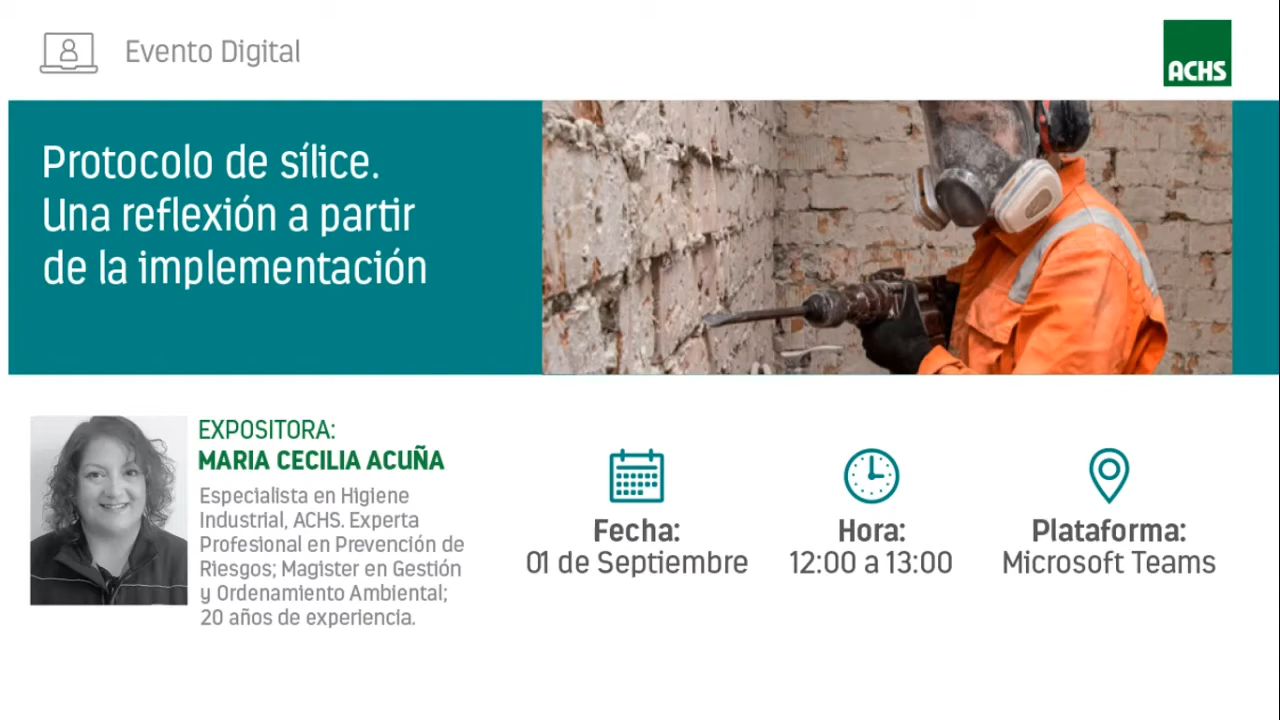 Evento Digital
ACHS
Protocolo de sílice.
Una reflexión a partir
de la implementación
EXPOSITORA:
MARIA CECILIA ACUÑA
Especialista en Higiene
Industrial, ACHS. Experta
Profesional en Prevención de
Riesgos; Magister en Gestión
y Ordenamiento Ambiental;
20 años de experiencia.
Fecha:
01 de Septiembre
Hora:
12:00 a 13:00
Plataforma:
Microsoft Teams